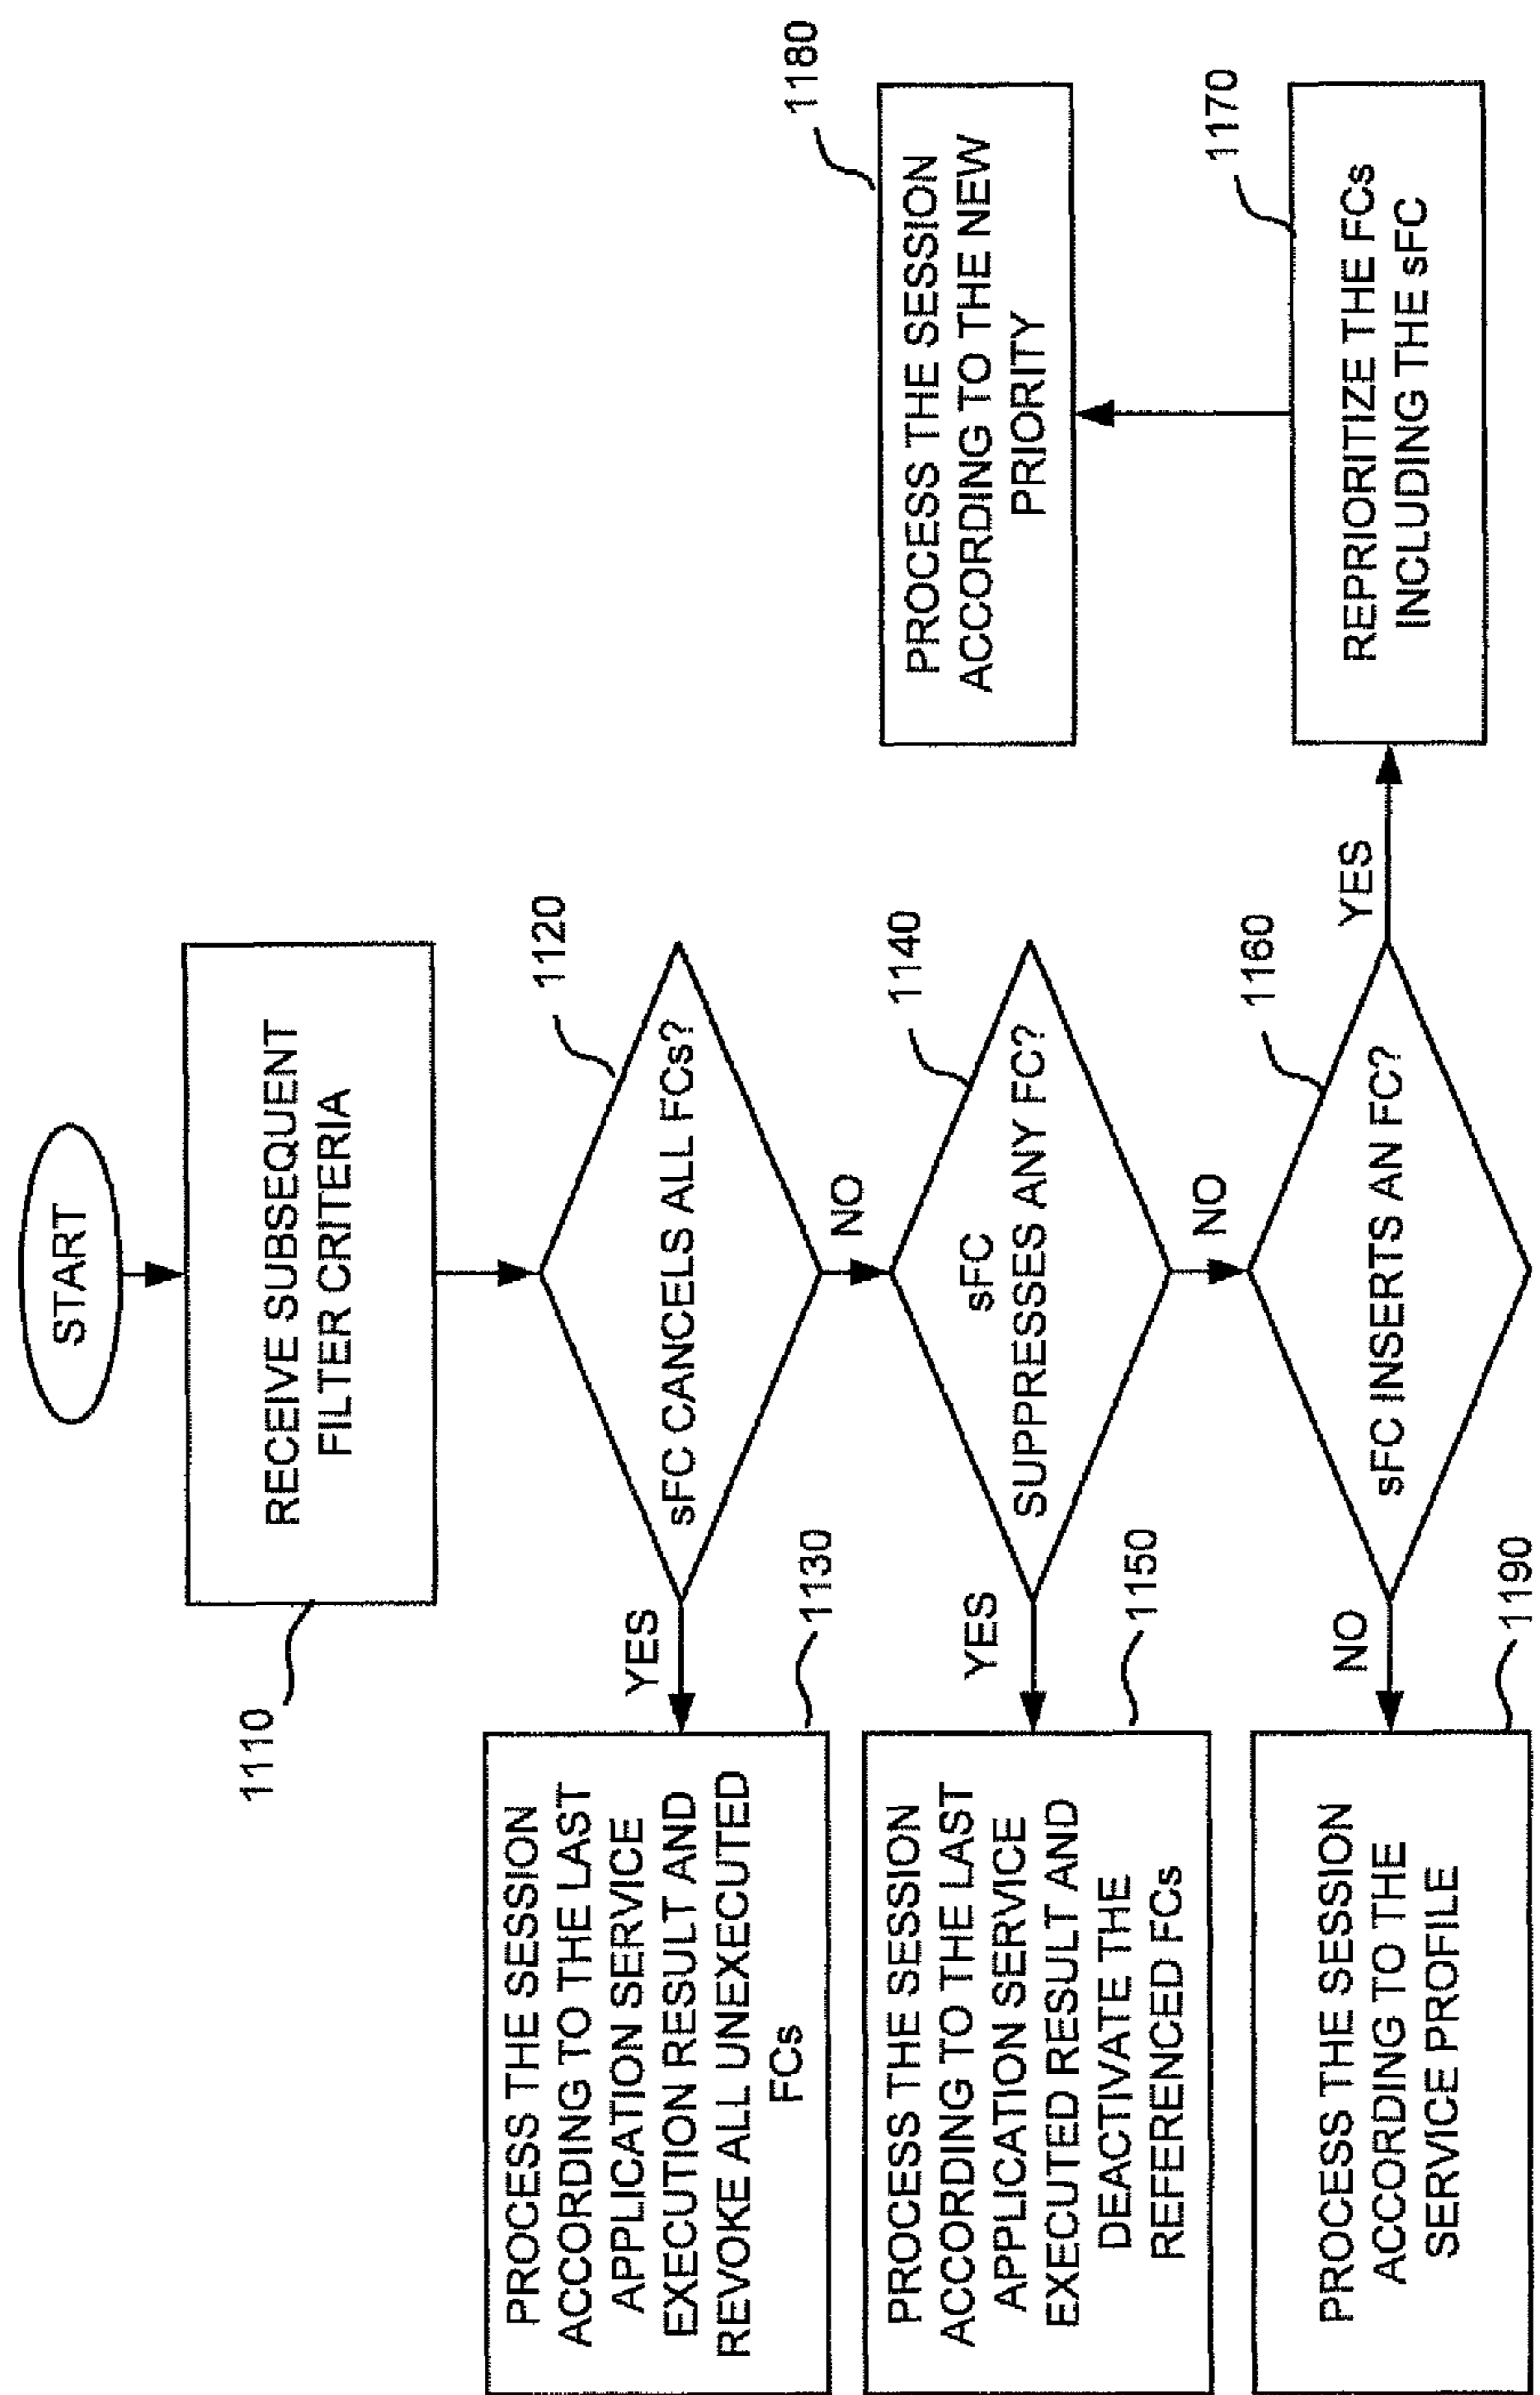 START
RECEIVE SUBSEQUENT
FILTER CRITERIA
1110
sFC CANCELS ALL FCs?
1120
YES
NO
PROCESS THE SESSION
ACCORDING TO THE LAST
APPLICATION SERVICE
EXECUTION RESULT AND
REVOKE ALL UNEXECUTED
FCs
1130
sFC
SUPPRESSES ANY FC?
1140
YES
NO
PROCESS THE SESSION
ACCORDING TO THE LAST
APPLICATION SERVICE
EXECUTED RESULT AND
DEACTIVATE THE
REFERENCED FCs
1150
sFC INSERTS AN FC?
1160
NO
YES
PROCESS THE SESSION
ACCORDING TO THE
SERVICE PROFILE
1190
REPRIORITIZE THE FCs
INCLUDING THE sFC
1170
PROCESS THE SESSION
ACCORDING TO THE NEW
PRIORITY
1180